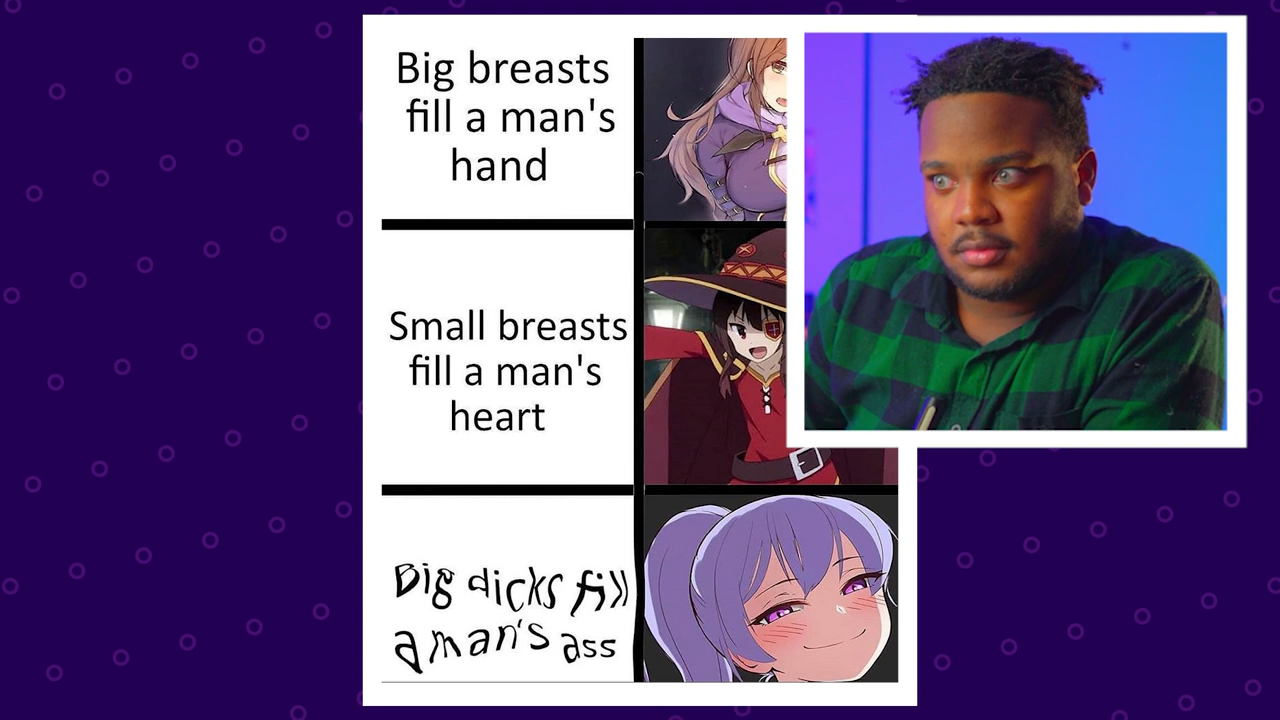 Big breasts
fill a man's
hand
Small breasts
fill a man's
heart
Big dicks fill
a man's ass